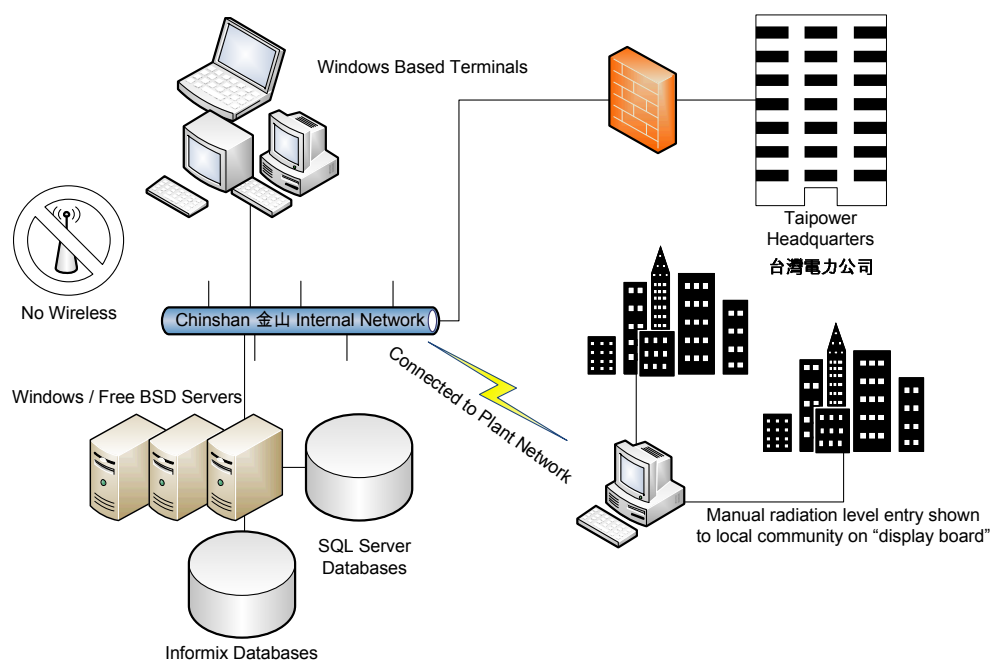 Windows Based Terminals
Taipower
Headquarters
台灣電力公司
No Wireless
Chinshan 金山 Internal Network
Connected to Plant Network
Windows / Free BSD Servers
Manual radiation level entry shown
to local community on “display board”
SQL Server
Databases
Informix Databases